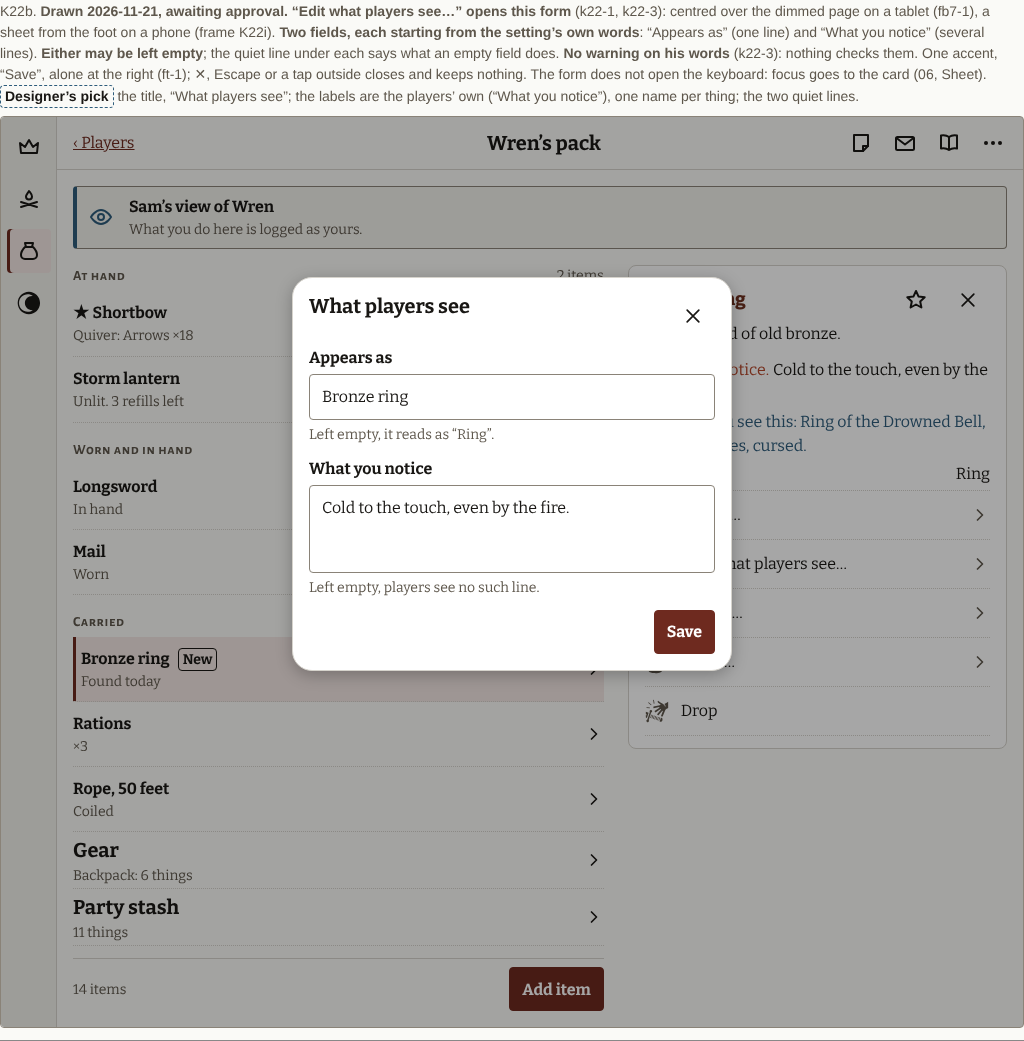 K22b. Drawn 2026-11-21, awaiting approval. “Edit what players see…” opens this form (k22-1, k22-3): centred over the dimmed page on a tablet (fb7-1), a
sheet from the foot on a phone (frame K22i). Two fields, each starting from the setting’s own words: “Appears as” (one line) and “What you notice” (several
lines). Either may be left empty; the quiet line under each says what an empty field does. No warning on his words (k22-3): nothing checks them. One accent,
“Save”, alone at the right (ft-1); ✕, Escape or a tap outside closes and keeps nothing. The form does not open the keyboard: focus goes to the card (06, Sheet).
Designer’s pick the title, “What players see”; the labels are the players’ own (“What you notice”), one name per thing; the two quiet lines.
‹ Players
Wren’s pack
Sam’s view of Wren
What you do here is logged as yours.
At hand
2 items
★ Shortbow
Quiver: Arrows ×18
Storm lantern
Unlit. 3 refills left
Worn and in hand
Longsword
In hand
Mail
Worn
Carried
Bronze ring New
Found today
Rations
×3
Rope, 50 feet
Coiled
Gear
Backpack: 6 things
Party stash
11 things
14 items
Add item
What players see
Appears as
Bronze ring
Left empty, it reads as “Ring”.
What you notice
Cold to the touch, even by the fire.
Left empty, players see no such line.
Save
of old bronze.
Cold to the touch, even by the
see this: Ring of the Drowned Bell,
cursed.
Ring
players see…
Drop